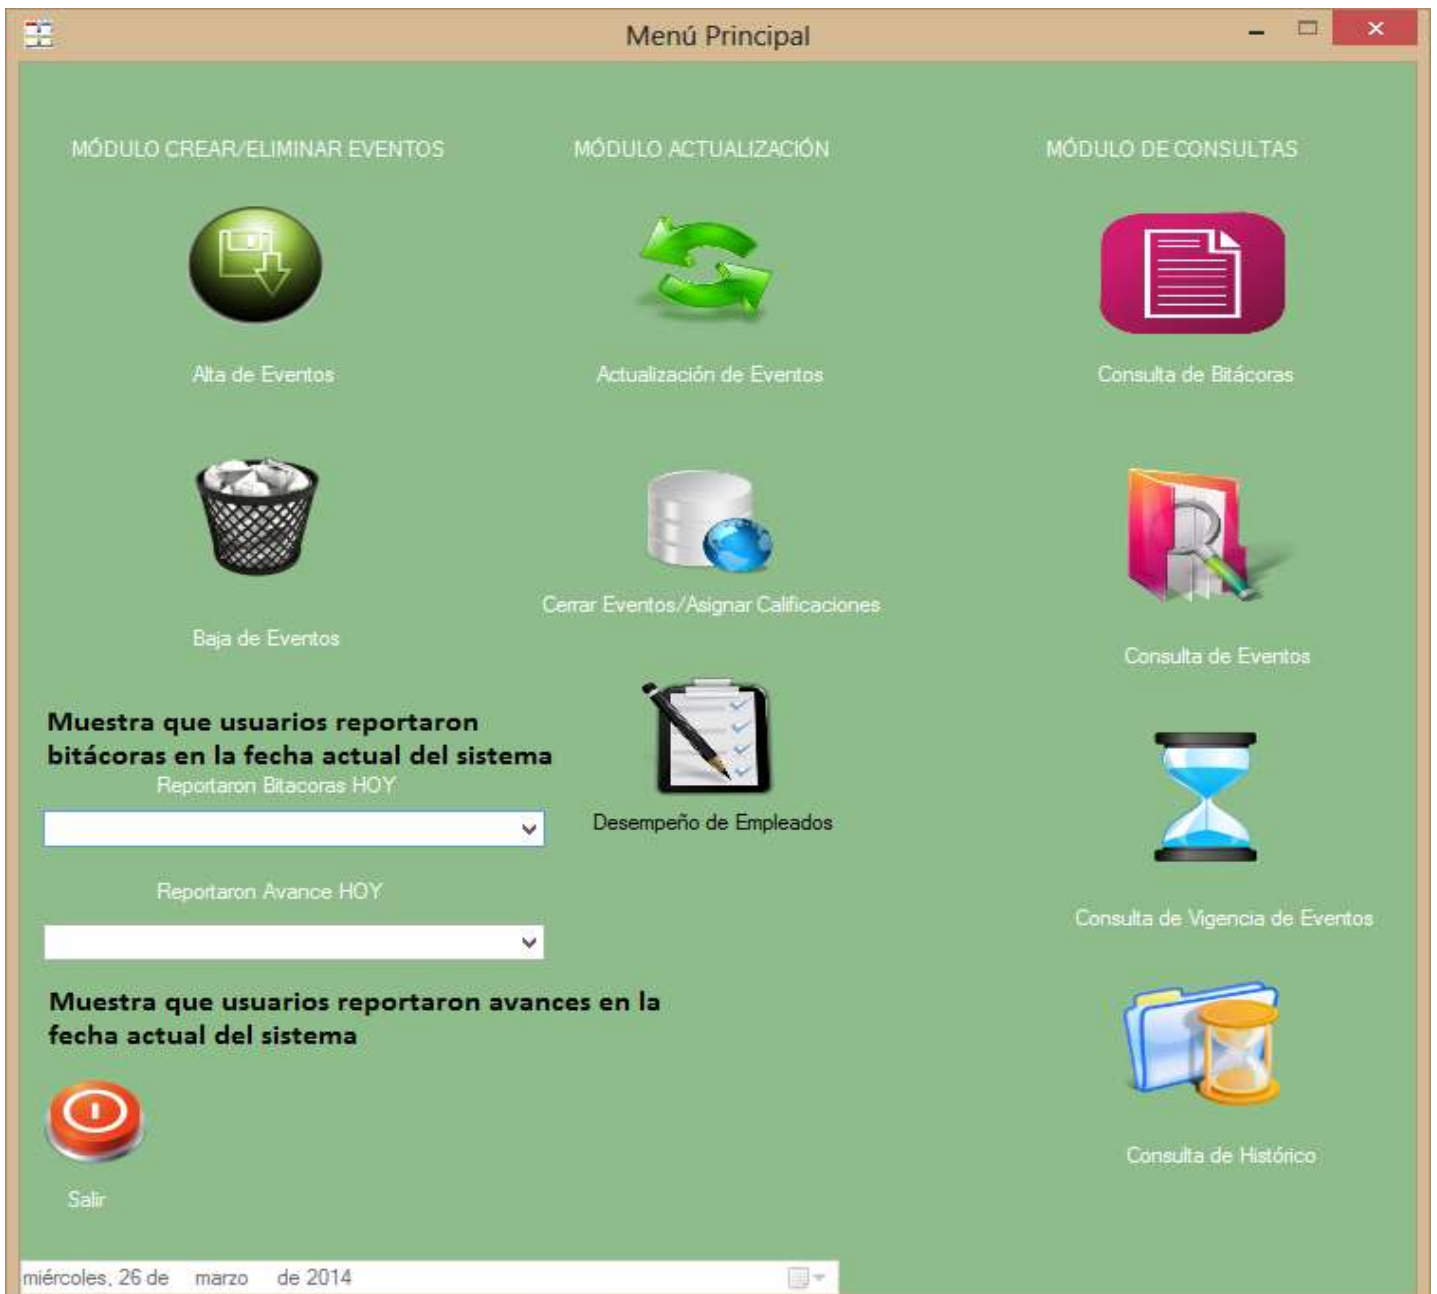 Menú Principal
MÓDULO CREAR/ELIMINAR EVENTOS
MÓDULO ACTUALIZACIÓN
MÓDULO DE CONSULTAS
Alta de Eventos
Actualización de Eventos
Consulta de Bitácoras
Baja de Eventos
Cerrar Eventos/Asignar Calificaciones
Consulta de Eventos
Muestra que usuarios reportaron
bitácoras en la fecha actual del sistema
Reportaron Bitacoras HOY
Desempeño de Empleados
Reportaron Avance HOY
Consulta de Vigencia de Eventos
Muestra que usuarios reportaron avances en la
fecha actual del sistema
Consulta de Histórico
Salir
miércoles, 26 de marzo de 2014